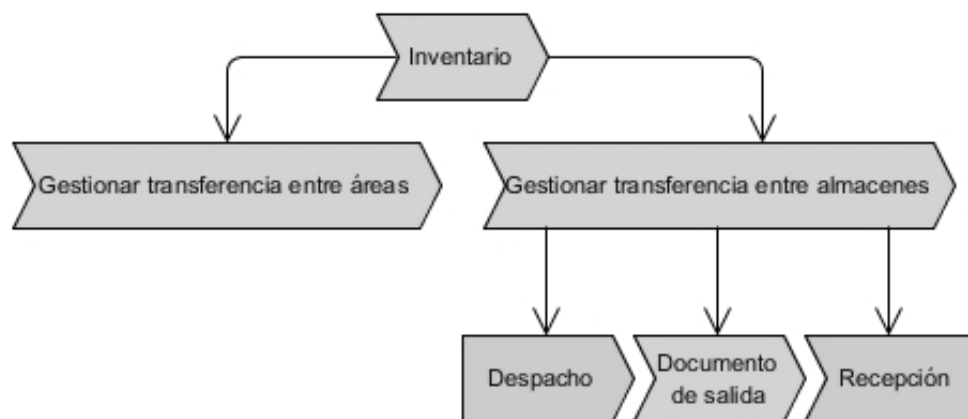 Inventario
Gestionar transferencia entre áreas
Gestionar transferencia entre almacenes
Despacho
Documento
de salida
Recepción